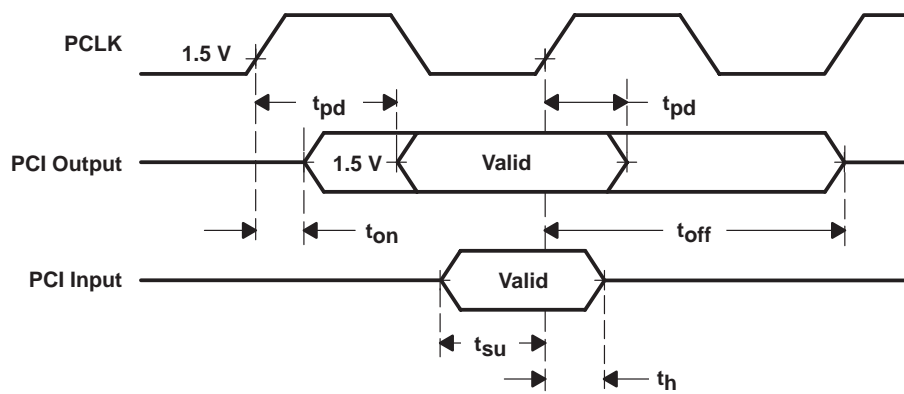 PCLK
1.5 V
tpd
tpd
PCI Output
1.5 V
Valid
ton
toff
PCI Input
Valid
tsu
th